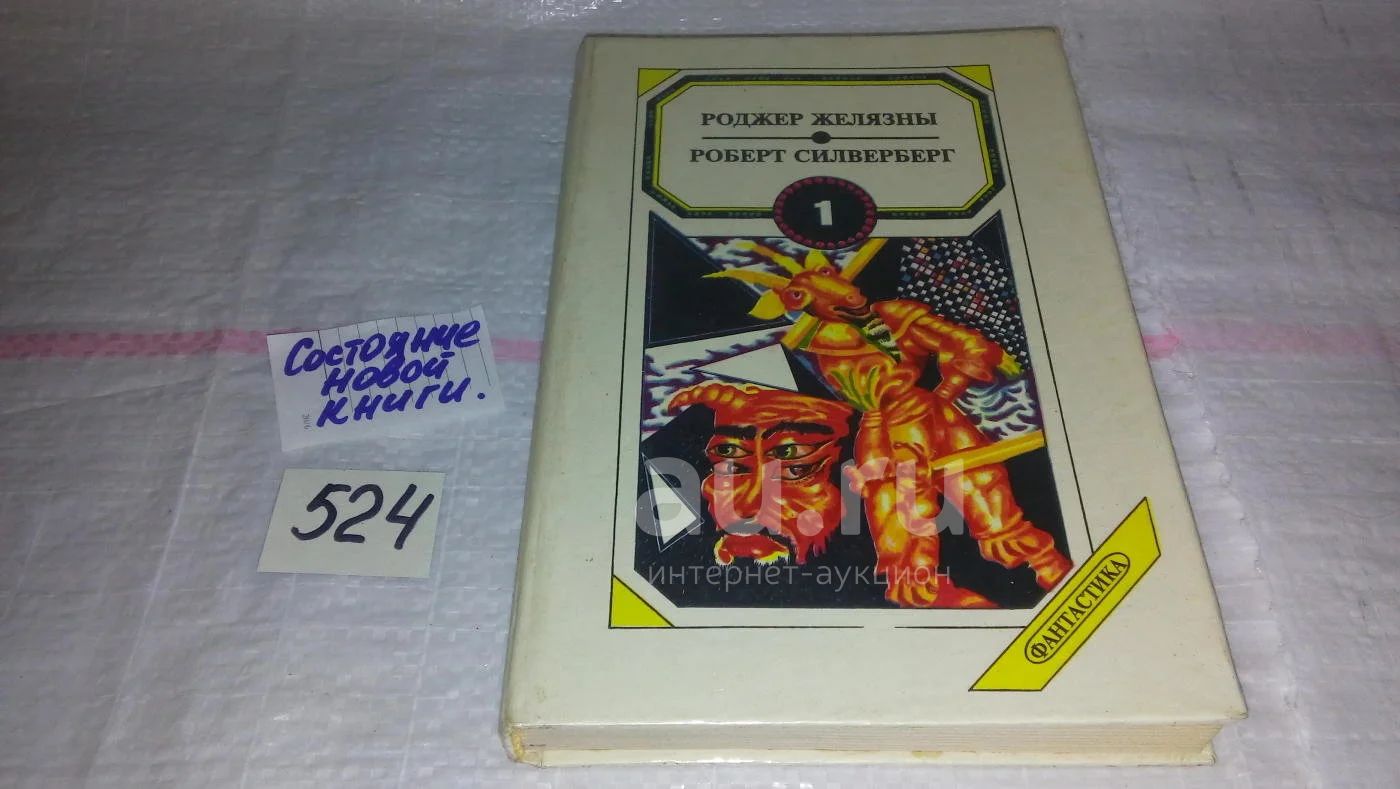 РОДЖЕР ЖЕЛЯЗНЫ
РОБЕРТ СИЛВЕРБЕРГ
1
Состояние
новой
книги.
524
ФАНТАСТИКА
au.ru
интернет-аукцион